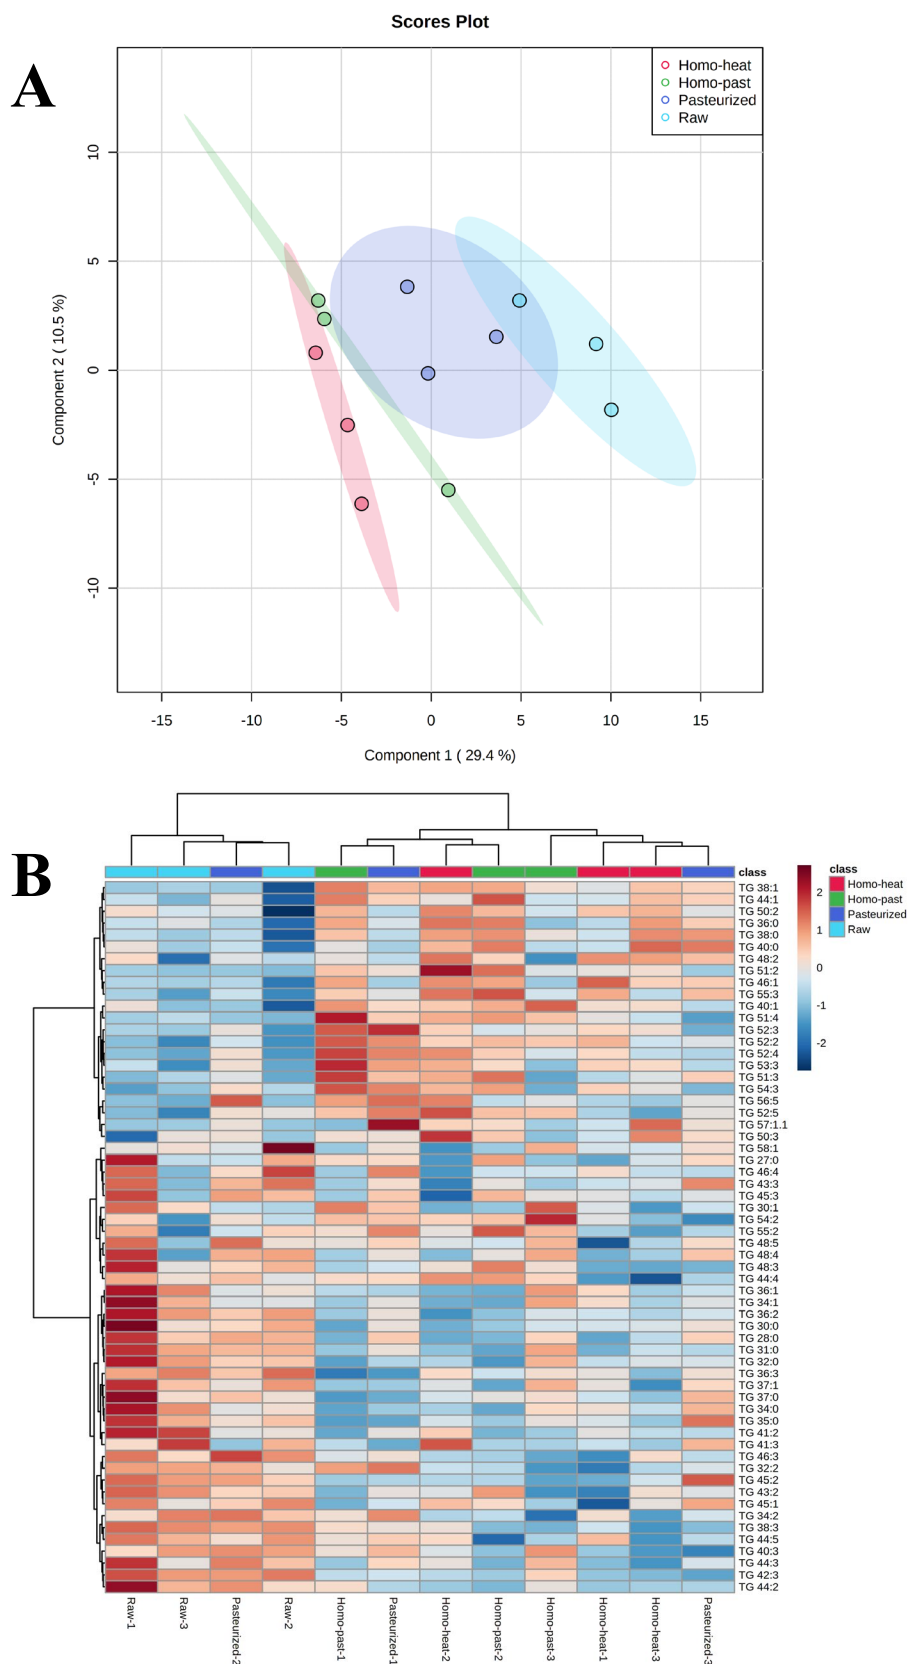 Scores Plot
A
Homo-heat
Homo-past
Pasteurized
Raw
10
5
0
-5
-10
Component 2 ( 10.5 %)
-15 -10 -5 0 5 10 15
Component 1 ( 29.4 %)
B
class
TG 38:1
TG 44:1
TG 50:2
TG 36:0
TG 38:0
TG 40:0
TG 48:2
TG 51:2
TG 46:1
TG 55:3
TG 40:1
TG 51:4
TG 52:3
TG 52:2
TG 52:4
TG 53:3
TG 51:3
TG 54:3
TG 56:5
TG 52:5
TG 57:1.1
TG 50:3
TG 58:1
TG 27:0
TG 46:4
TG 43:3
TG 45:3
TG 30:1
TG 54:2
TG 55:2
TG 48:5
TG 48:4
TG 48:3
TG 44:4
TG 36:1
TG 34:1
TG 36:2
TG 30:0
TG 28:0
TG 31:0
TG 32:0
TG 36:3
TG 37:1
TG 37:0
TG 34:0
TG 35:0
TG 41:2
TG 41:3
TG 46:3
TG 32:2
TG 45:2
TG 43:2
TG 45:1
TG 34:2
TG 38:3
TG 44:5
TG 40:3
TG 44:3
TG 42:3
TG 44:2
2
1
0
-1
-2
class
Homo-heat
Homo-past
Pasteurized
Raw
Raw-1
Raw-3
Pasteurized-2
Raw-2
Homo-past-1
Pasteurized-1
Homo-heat-2
Homo-past-2
Homo-past-3
Homo-heat-1
Homo-heat-3
Pasteurized-3